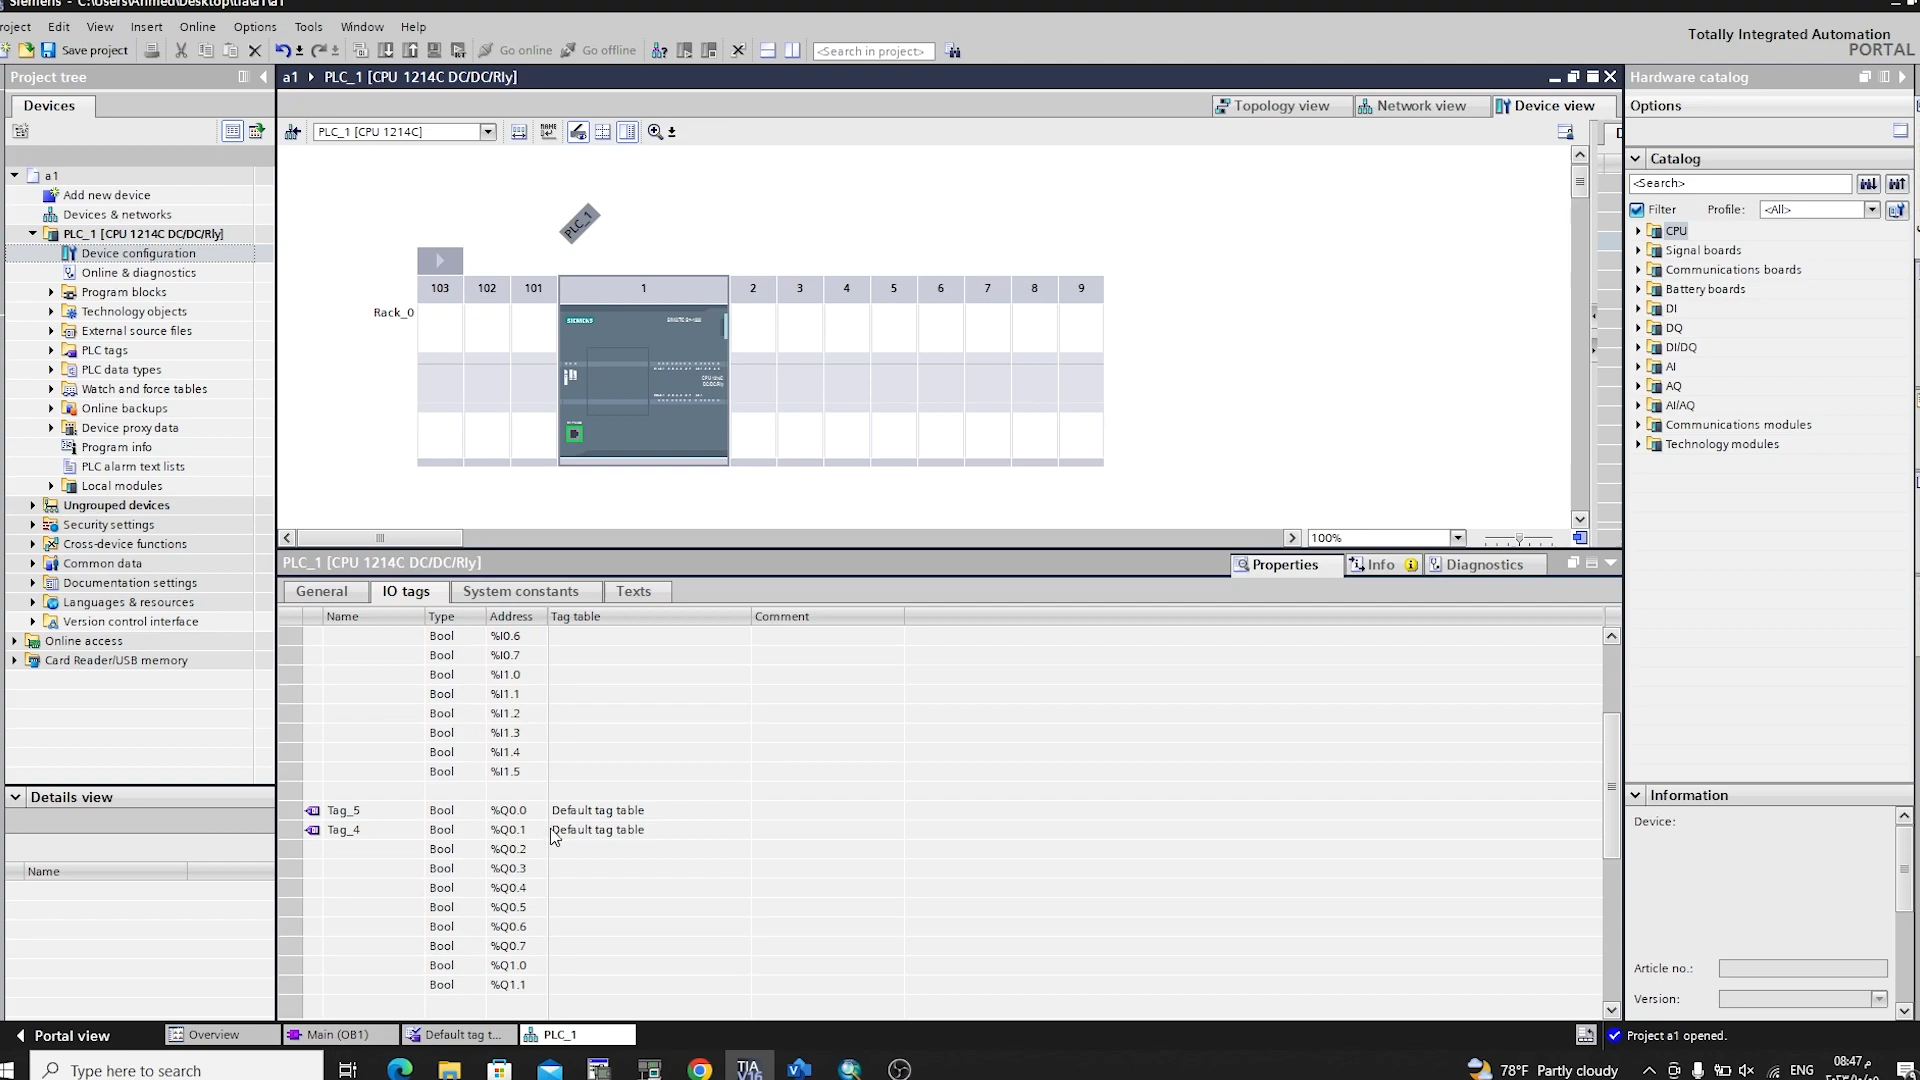 Siemens - C:\Users\Ahmed\Desktop\tia\a1\a1
roject Edit View Insert Online Options Tools Window Help
Save project Go online Go offline <Search in project>
Totally Integrated Automation
PORTAL
Project tree
a1 PLC_1 [CPU 1214C DC/DC/Rly]
Hardware catalog
Devices
Topology view Network view Device view
Options
PLC_1 [CPU 1214C]
Catalog
<Search>
Filter Profile: <All>
a1
Add new device
Devices & networks
PLC_1 [CPU 1214C DC/DC/Rly]
Device configuration
Online & diagnostics
Program blocks
Technology objects
External source files
PLC tags
PLC data types
Watch and force tables
Online backups
Device proxy data
Program info
PLC alarm text lists
Local modules
Ungrouped devices
Security settings
Cross-device functions
Common data
Documentation settings
Languages & resources
Version control interface
Online access
Card Reader/USB memory
PLC_1
103 102 101 1 2 3 4 5 6 7 8 9
Rack_0
SIEMENS
CPU
Signal boards
Communications boards
Battery boards
DI
DQ
DI/DQ
AI
AQ
AI/AQ
Communications modules
Technology modules
100%
PLC_1 [CPU 1214C DC/DC/Rly]
Properties Info Diagnostics
General IO tags System constants Texts
Name Type Address Tag table Comment
Bool %I0.6
Bool %I0.7
Bool %I1.0
Bool %I1.1
Bool %I1.2
Bool %I1.3
Bool %I1.4
Bool %I1.5
Tag_5 Bool %Q0.0 Default tag table
Tag_4 Bool %Q0.1 Default tag table
Bool %Q0.2
Bool %Q0.3
Bool %Q0.4
Bool %Q0.5
Bool %Q0.6
Bool %Q0.7
Bool %Q1.0
Bool %Q1.1
Details view
Name
Information
Device:
Article no.:
Version:
Portal view Overview Main (OB1) Default tag t... PLC_1
Project a1 opened.
Type here to search
TIA V16
78°F Partly cloudy
ENG
08:47 م